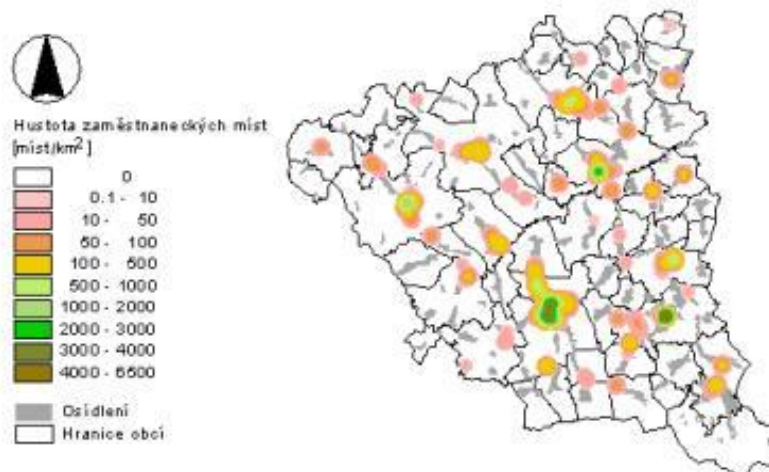 Hustota zaměstnaneckých míst
[míst/km²]
0
0.1 - 10
10 - 50
50 - 100
100 - 500
500 - 1000
1000 - 2000
2000 - 3000
3000 - 4000
4000 - 6500
Osídlení
Hranice obcí